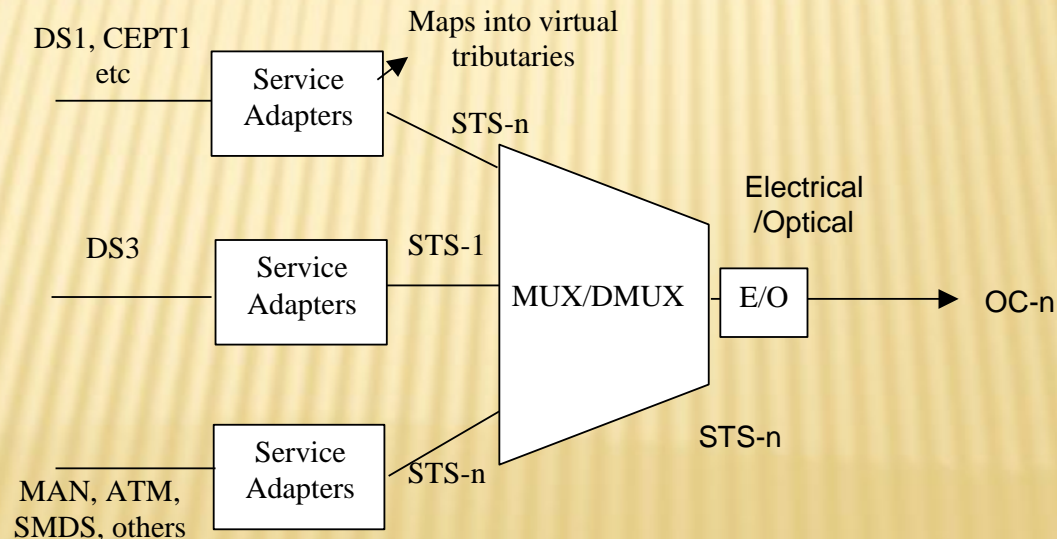 DS1, CEPT1
etc
Service
Adapters
Maps into virtual
tributaries
STS-n
DS3
Service
Adapters
STS-1
MUX/DMUX
Electrical
/Optical
E/O
OC-n
STS-n
MAN, ATM,
SMDS, others
Service
Adapters
STS-n